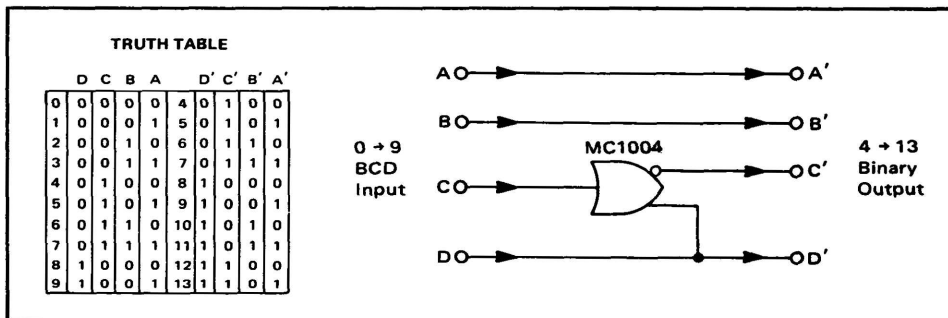 TRUTH TABLE
D C B A D' C' B' A'
0 0 0 0 0 4 0 1 0 0
1 0 0 0 1 5 0 1 0 1
2 0 0 1 0 6 0 1 1 0
3 0 0 1 1 7 0 1 1 1
4 0 1 0 0 8 1 0 0 0
5 0 1 0 1 9 1 0 0 1
6 0 1 1 0 10 1 0 1 0
7 0 1 1 1 11 1 0 1 1
8 1 0 0 0 12 1 1 0 0
9 1 0 0 1 13 1 1 0 1
A
B
C
D
0 → 9
BCD
Input
MC1004
A'
B'
C'
D'
4 → 13
Binary
Output